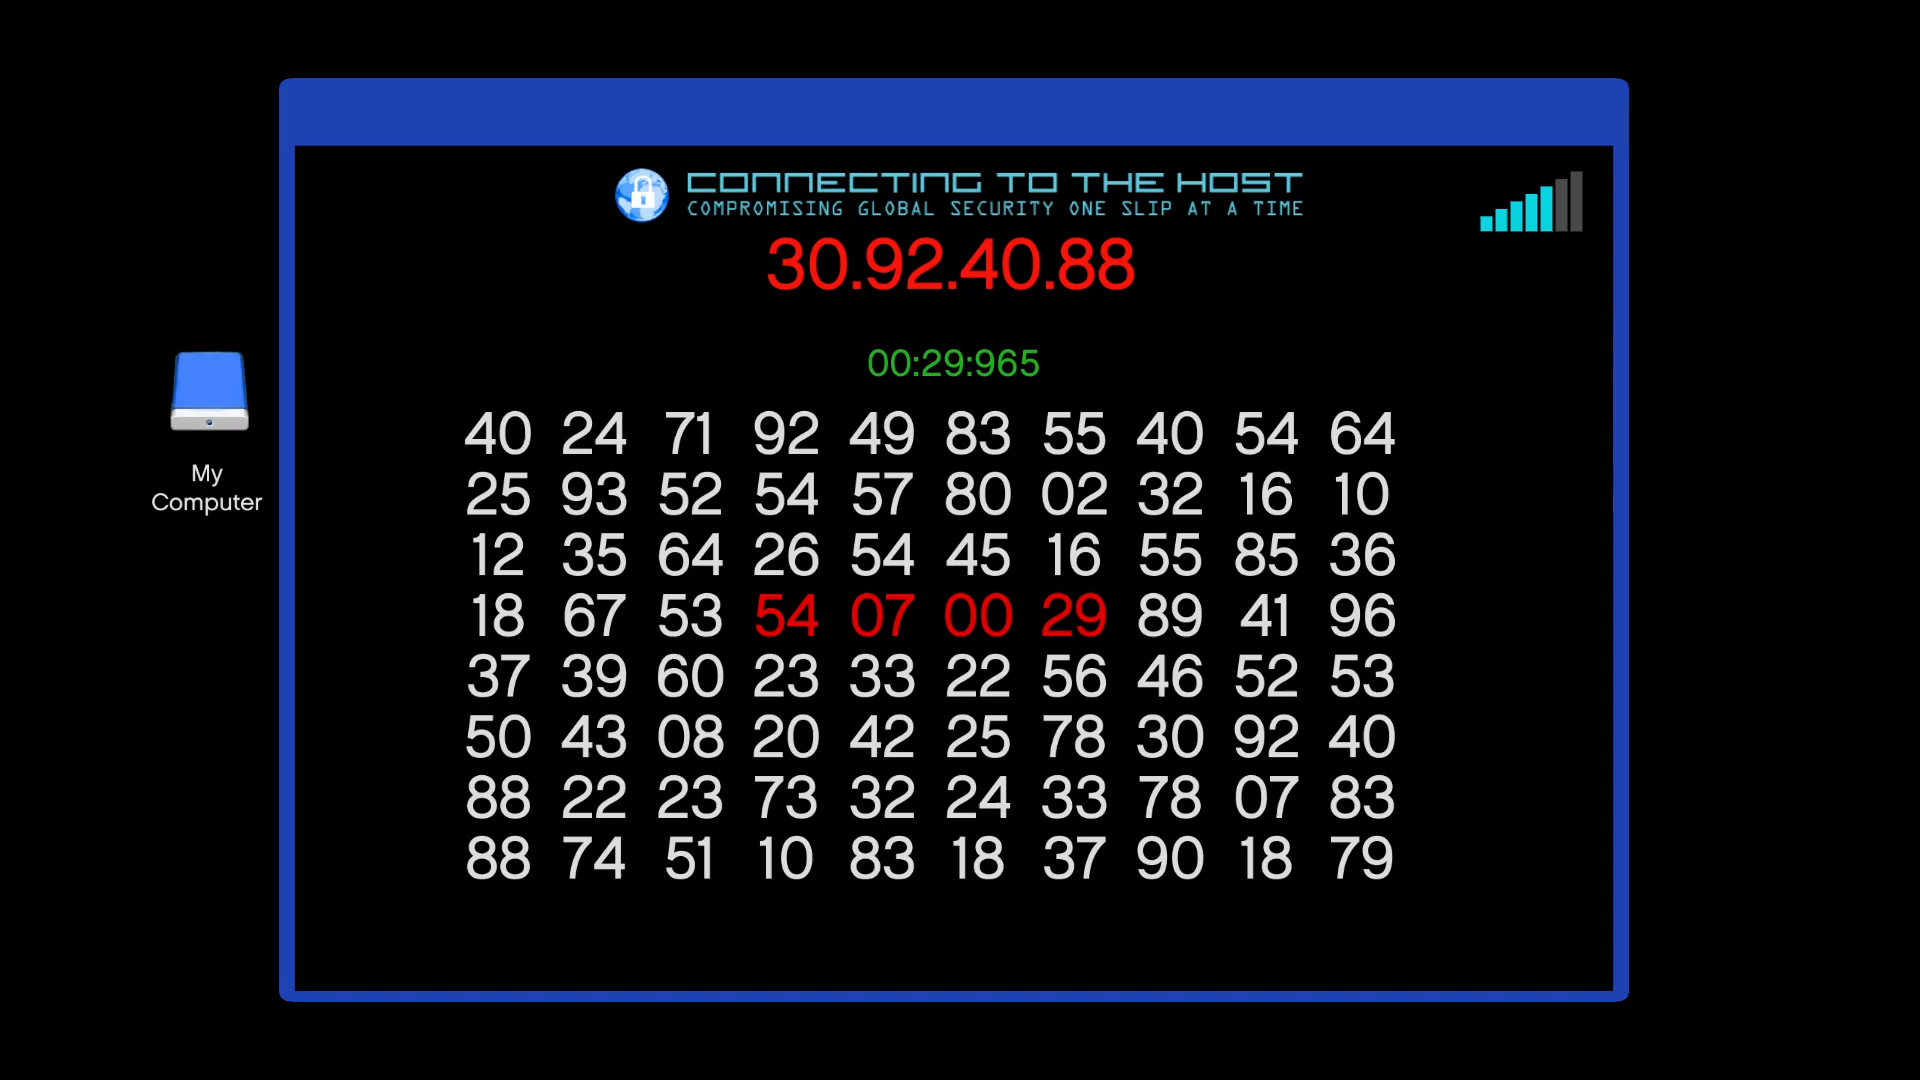 CONNECTING TO THE HOST
COMPROMISING GLOBAL SECURITY ONE SLIP AT A TIME
30.92.40.88
00:29:965
My
Computer
40 24 71 92 49 83 55 40 54 64
25 93 52 54 57 80 02 32 16 10
12 35 64 26 54 45 16 55 85 36
18 67 53 54 07 00 29 89 41 96
37 39 60 23 33 22 56 46 52 53
50 43 08 20 42 25 78 30 92 40
88 22 23 73 32 24 33 78 07 83
88 74 51 10 83 18 37 90 18 79